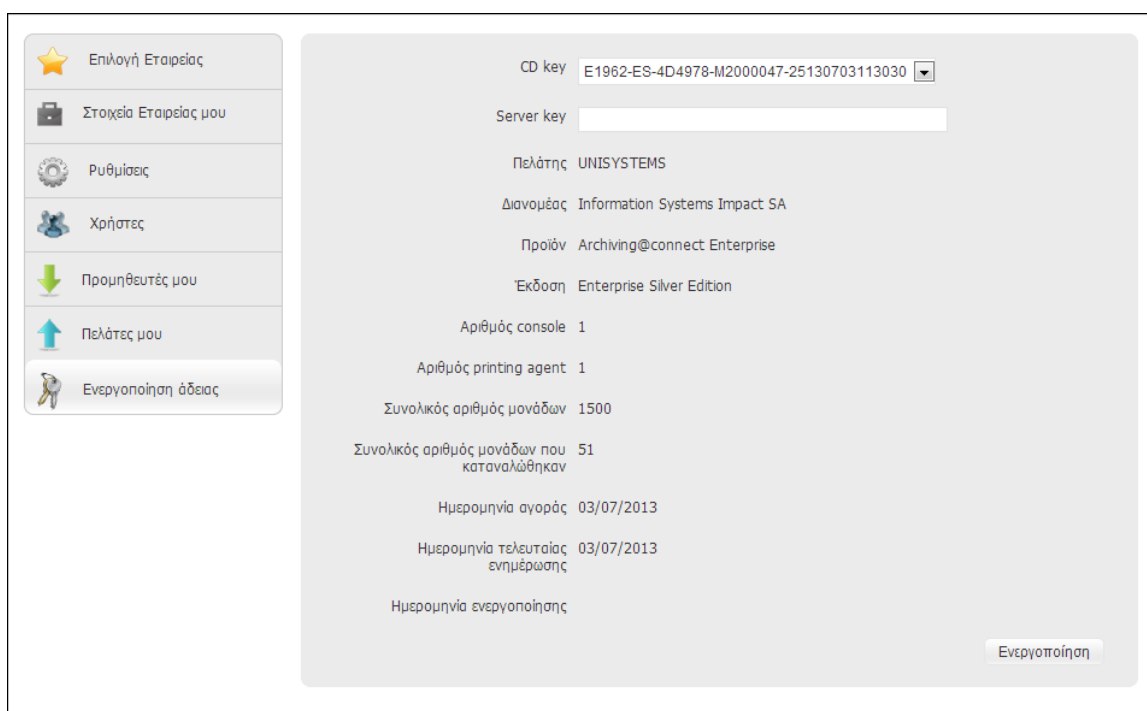 Επιλογή Εταιρείας
Στοιχεία Εταιρείας μου
Ρυθμίσεις
Χρήστες
Προμηθευτές μου
Πελάτες μου
Ενεργοποίηση άδειας
CD key E1962-ES-4D4978-M2000047-25130703113030
Server key
Πελάτης UNISYSTEMS
Διανομέας Information Systems Impact SA
Προϊόν Archiving@connect Enterprise
Έκδοση Enterprise Silver Edition
Αριθμός console 1
Αριθμός printing agent 1
Συνολικός αριθμός μονάδων 1500
Συνολικός αριθμός μονάδων που 51
καταναλώθηκαν
Ημερομηνία αγοράς 03/07/2013
Ημερομηνία τελευταίας 03/07/2013
ενημέρωσης
Ημερομηνία ενεργοποίησης
Ενεργοποίηση